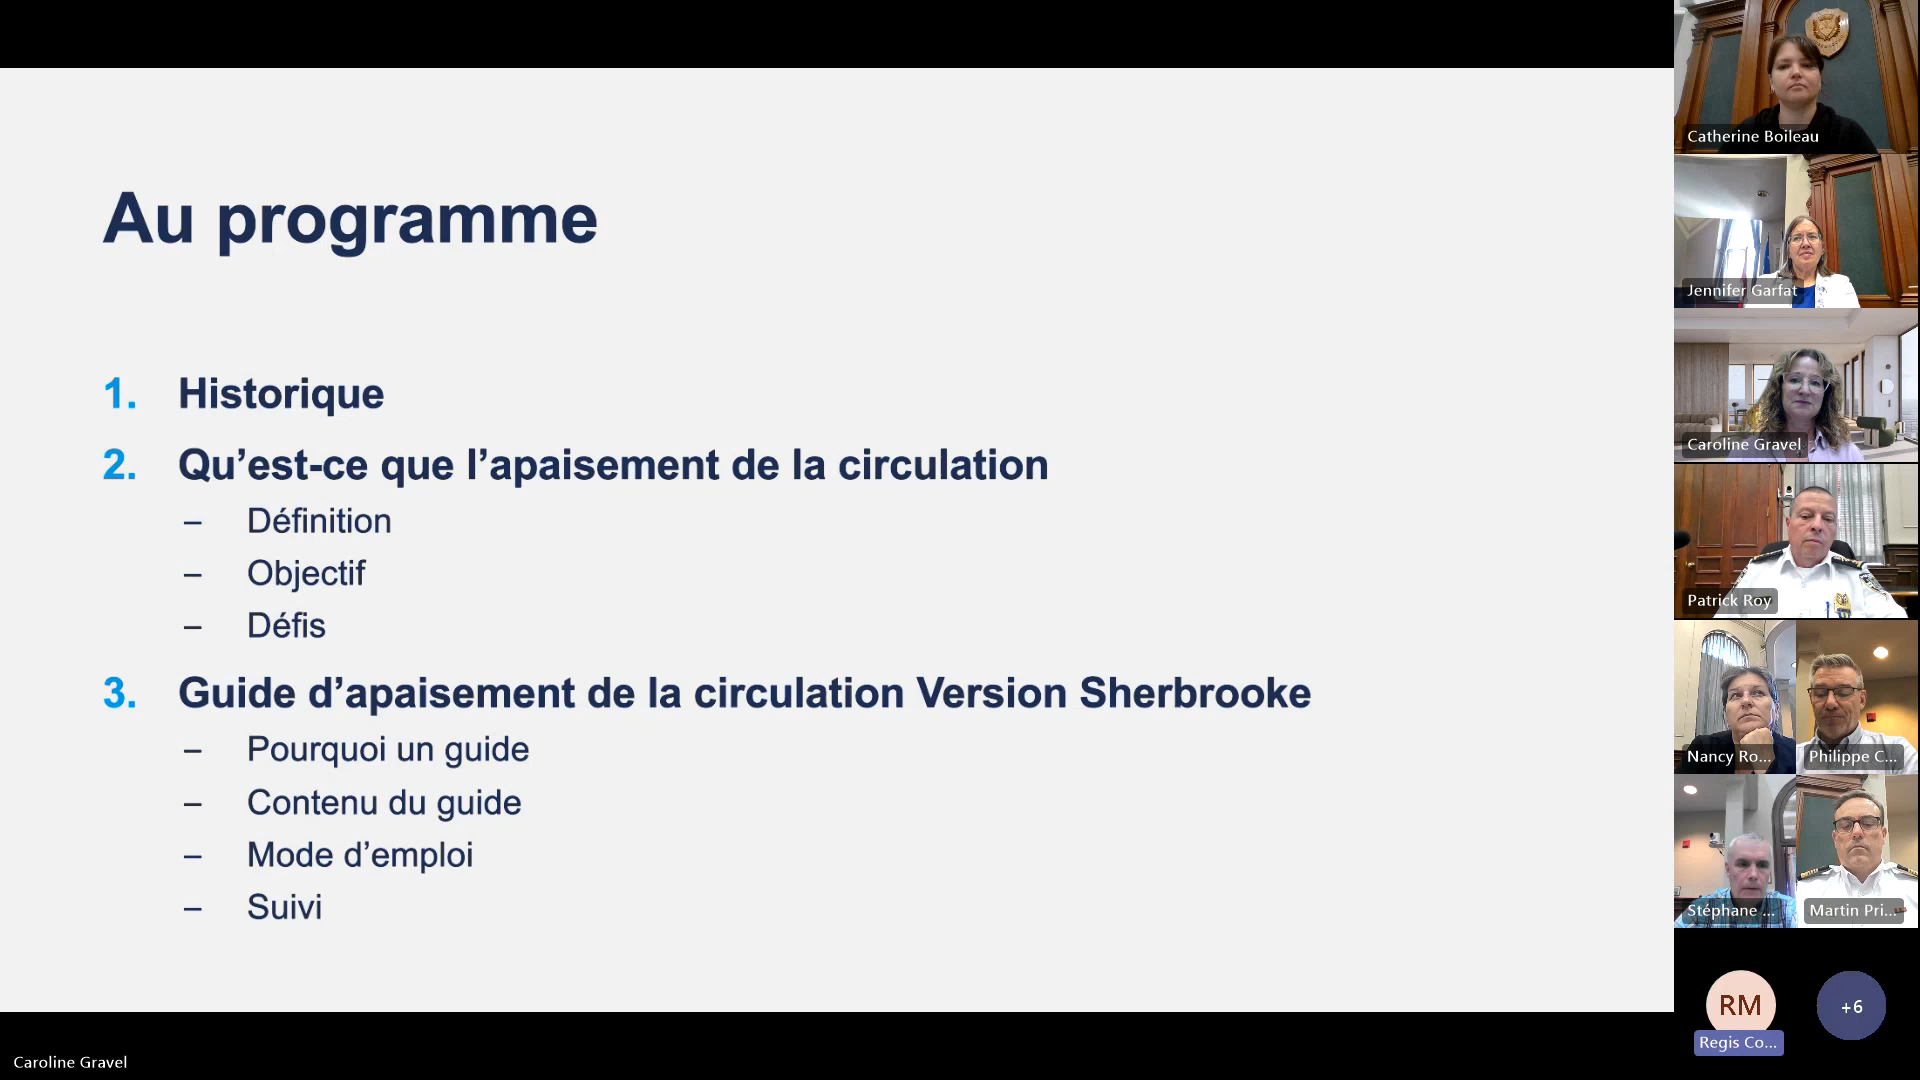 Au programme
1. Historique
2. Qu’est-ce que l’apaisement de la circulation
– Définition
– Objectif
– Défis
3. Guide d’apaisement de la circulation Version Sherbrooke
– Pourquoi un guide
– Contenu du guide
– Mode d’emploi
– Suivi
Caroline Gravel
Catherine Boileau
Jennifer Garfat
Caroline Gravel
Patrick Roy
Nancy Ro...
Philippe C...
Stéphane ...
Martin Pri...
RM
+6
Regis Co...